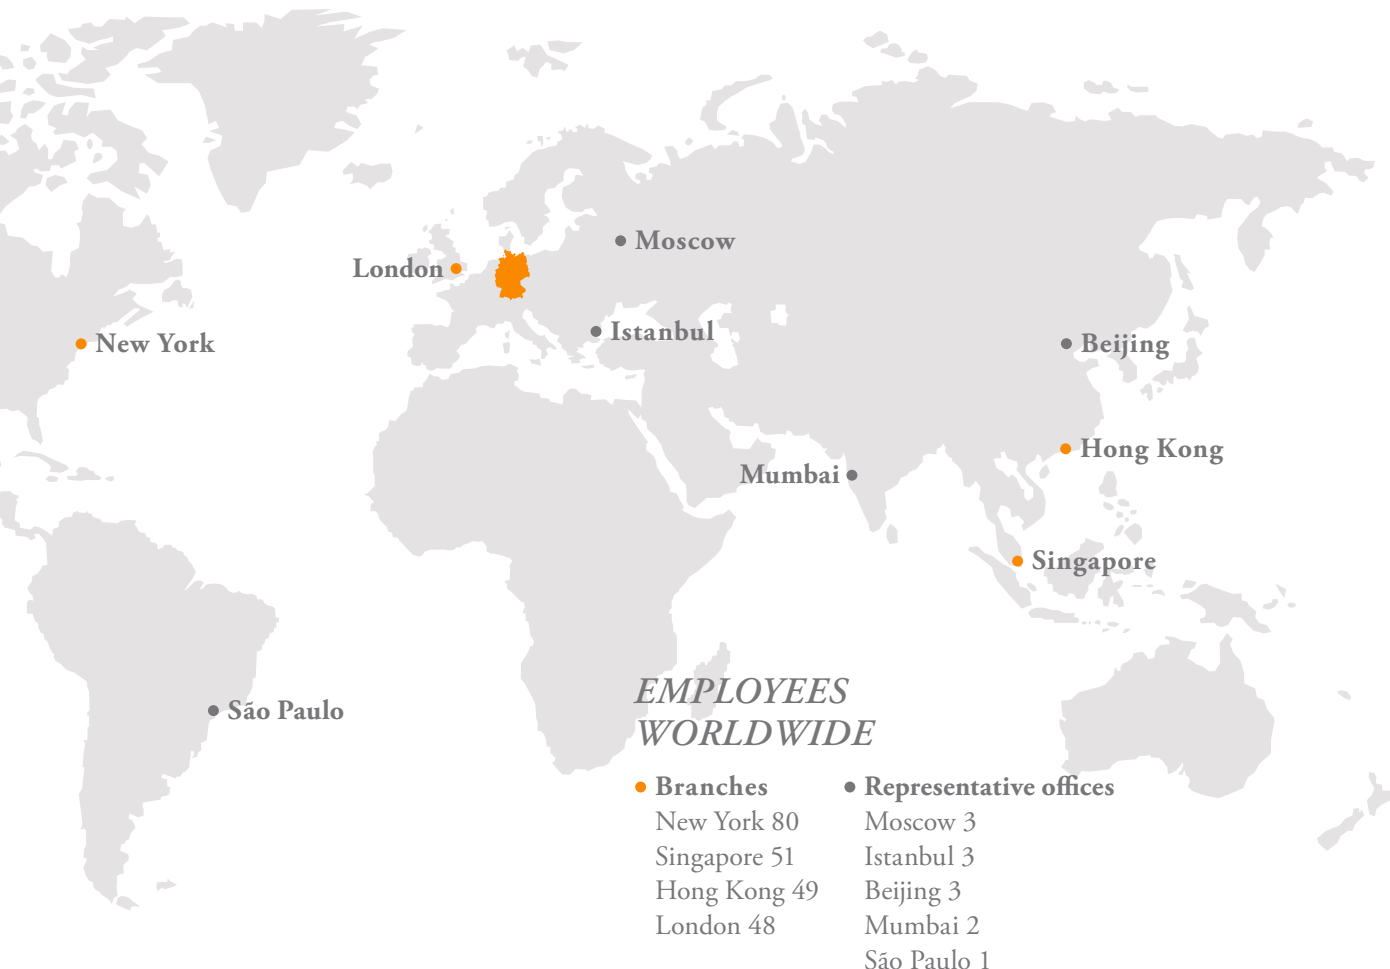 Moscow
London
Istanbul
New York
Beijing
Hong Kong
Mumbai
Singapore
São Paulo
EMPLOYEES
WORLDWIDE
Branches
New York 80
Singapore 51
Hong Kong 49
London 48
Representative offices
Moscow 3
Istanbul 3
Beijing 3
Mumbai 2
São Paulo 1